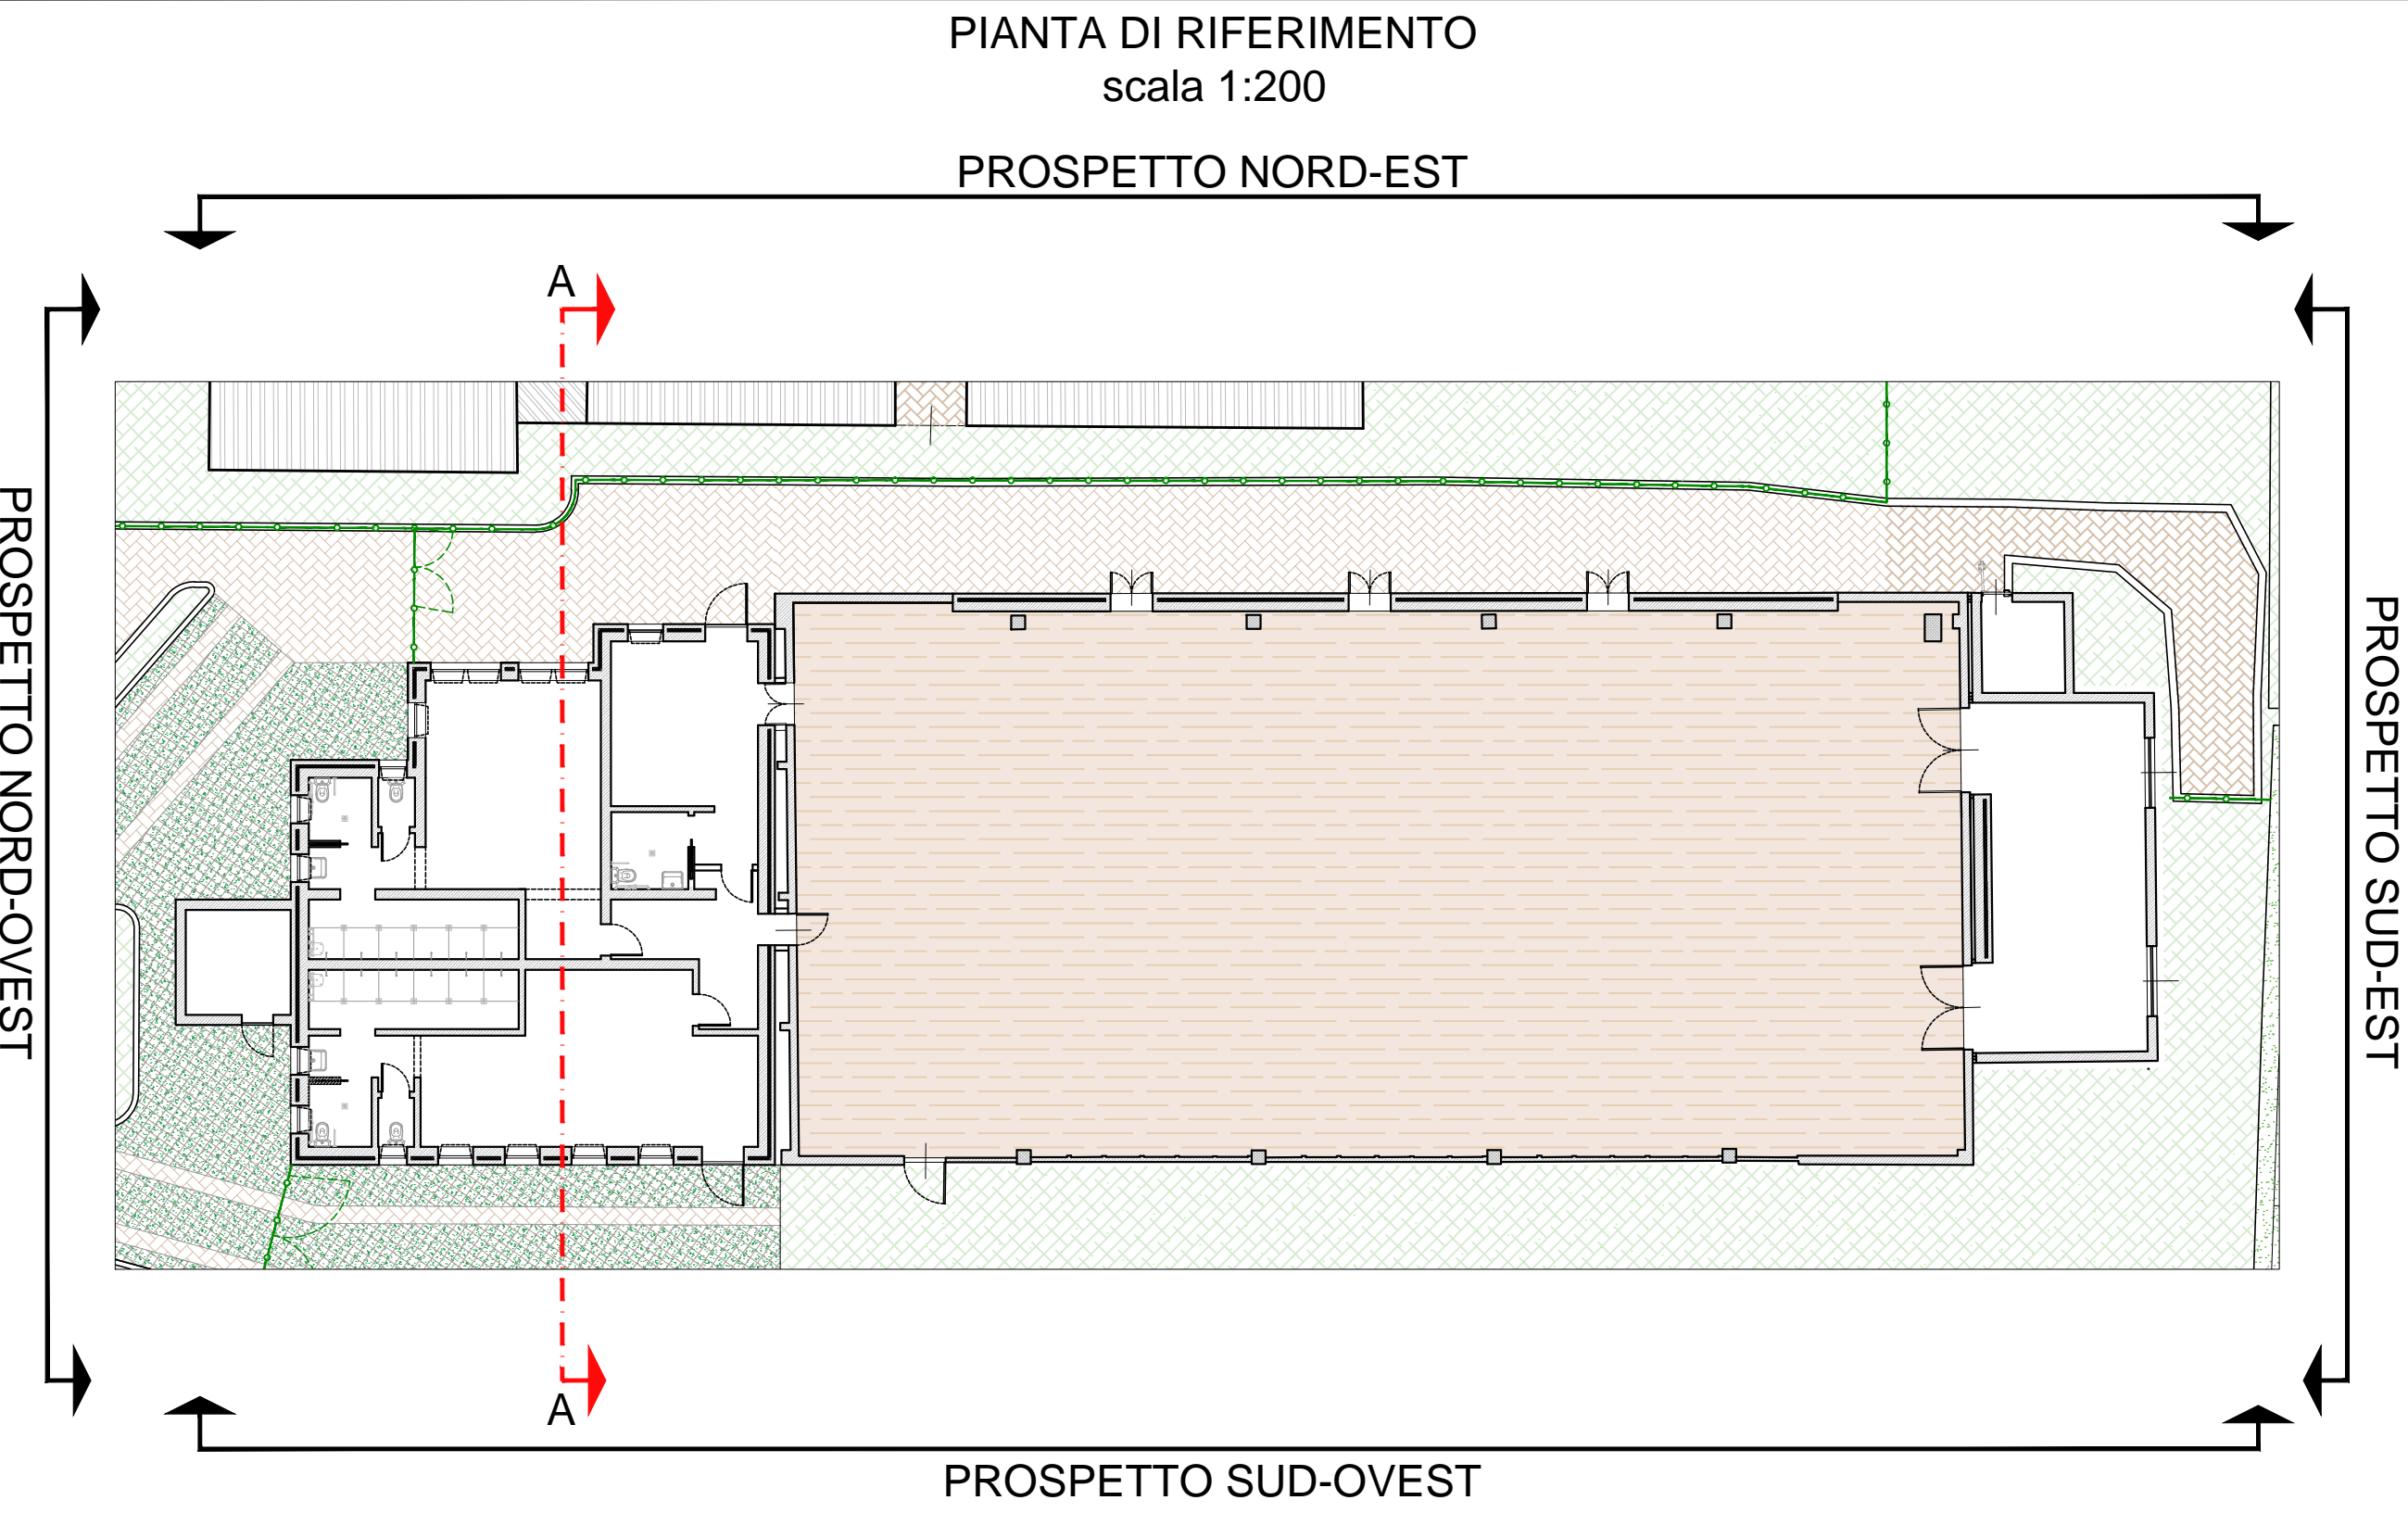 PIANTA DI RIFERIMENTO
scala 1:200
PROSPETTO NORD-EST
A
PROSPETTO NORD-OVEST
PROSPETTO SUD-EST
A
PROSPETTO SUD-OVEST